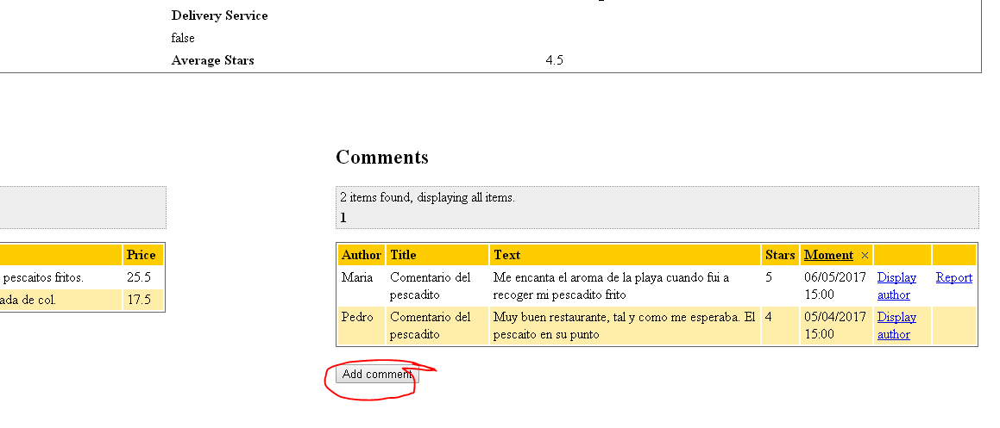 Delivery Service
false
Average Stars 4.5
Comments
2 items found, displaying all items.
1
Price
pescaitos fritos. 25.5
ada de col. 17.5
Author Title Text Stars Moment
Maria Comentario del Me encanta el aroma de la playa cuando fui a 5 06/05/2017 Display Report
pescadito recoger mi pescadito frito 15:00 author
Pedro Comentario del Muy buen restaurante, tal y como me esperaba. El 4 05/04/2017 Display
pescadito pescaito en su punto 15:00 author
Add comment